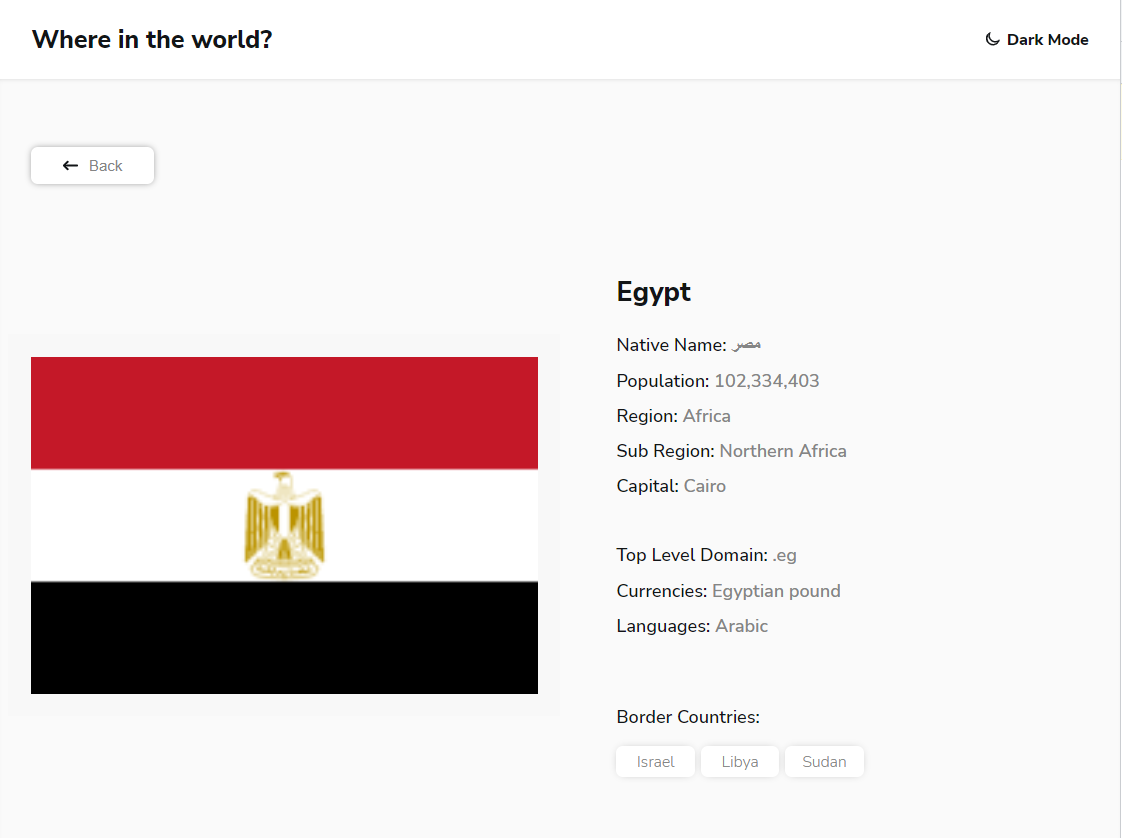 Where in the world?
Dark Mode
Back
Egypt
Native Name: مصر
Population: 102,334,403
Region: Africa
Sub Region: Northern Africa
Capital: Cairo
Top Level Domain: .eg
Currencies: Egyptian pound
Languages: Arabic
Border Countries:
Israel Libya Sudan